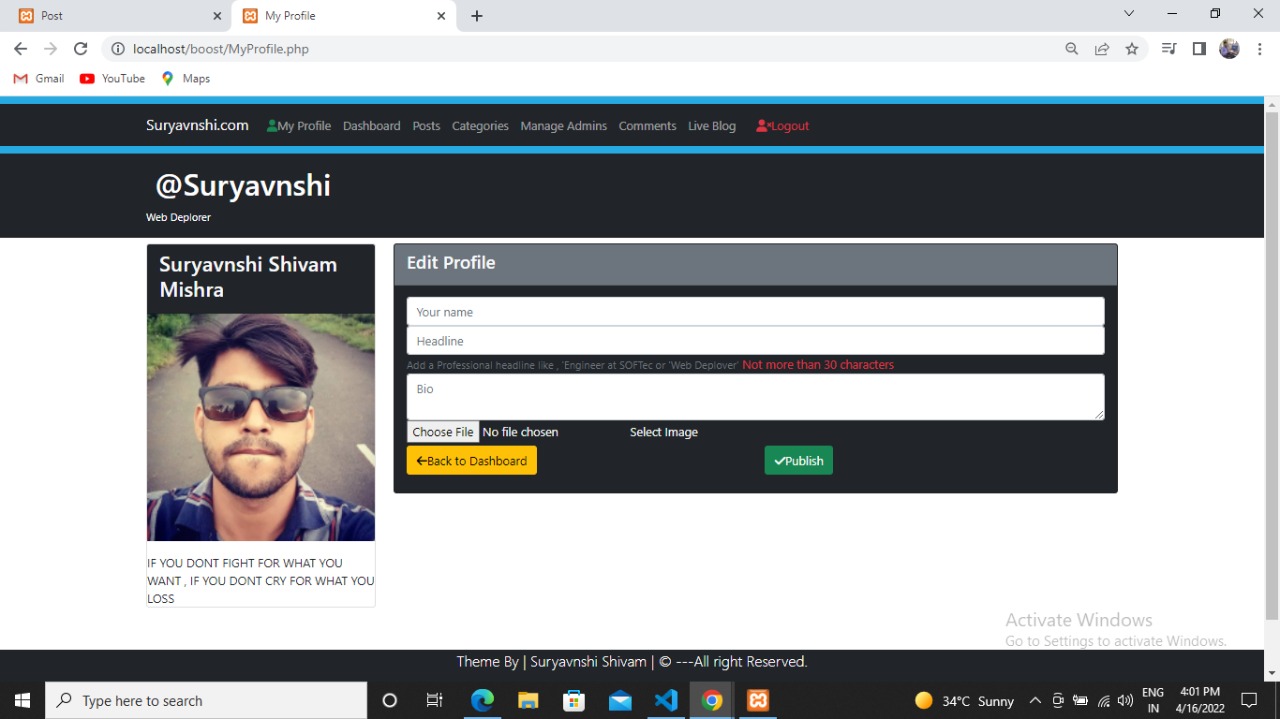 Post
My Profile
localhost/boost/MyProfile.php
Gmail
YouTube
Maps
Suryavnshi.com
My Profile
Dashboard
Posts
Categories
Manage Admins
Comments
Live Blog
Logout
@Suryavnshi
Web Deplorer
Suryavnshi Shivam
Mishra
IF YOU DONT FIGHT FOR WHAT YOU
WANT , IF YOU DONT CRY FOR WHAT YOU
LOSS
Edit Profile
Your name
Headline
Add a Professional headline like , 'Engineer at SOFTec or 'Web Deplover' Not more than 30 characters
Bio
Choose File No file chosen
Select Image
Back to Dashboard
Publish
Activate Windows
Go to Settings to activate Windows.
Theme By | Suryavnshi Shivam | © ---All right Reserved.
Type here to search
34°C Sunny
ENG
IN
4:01 PM
4/16/2022